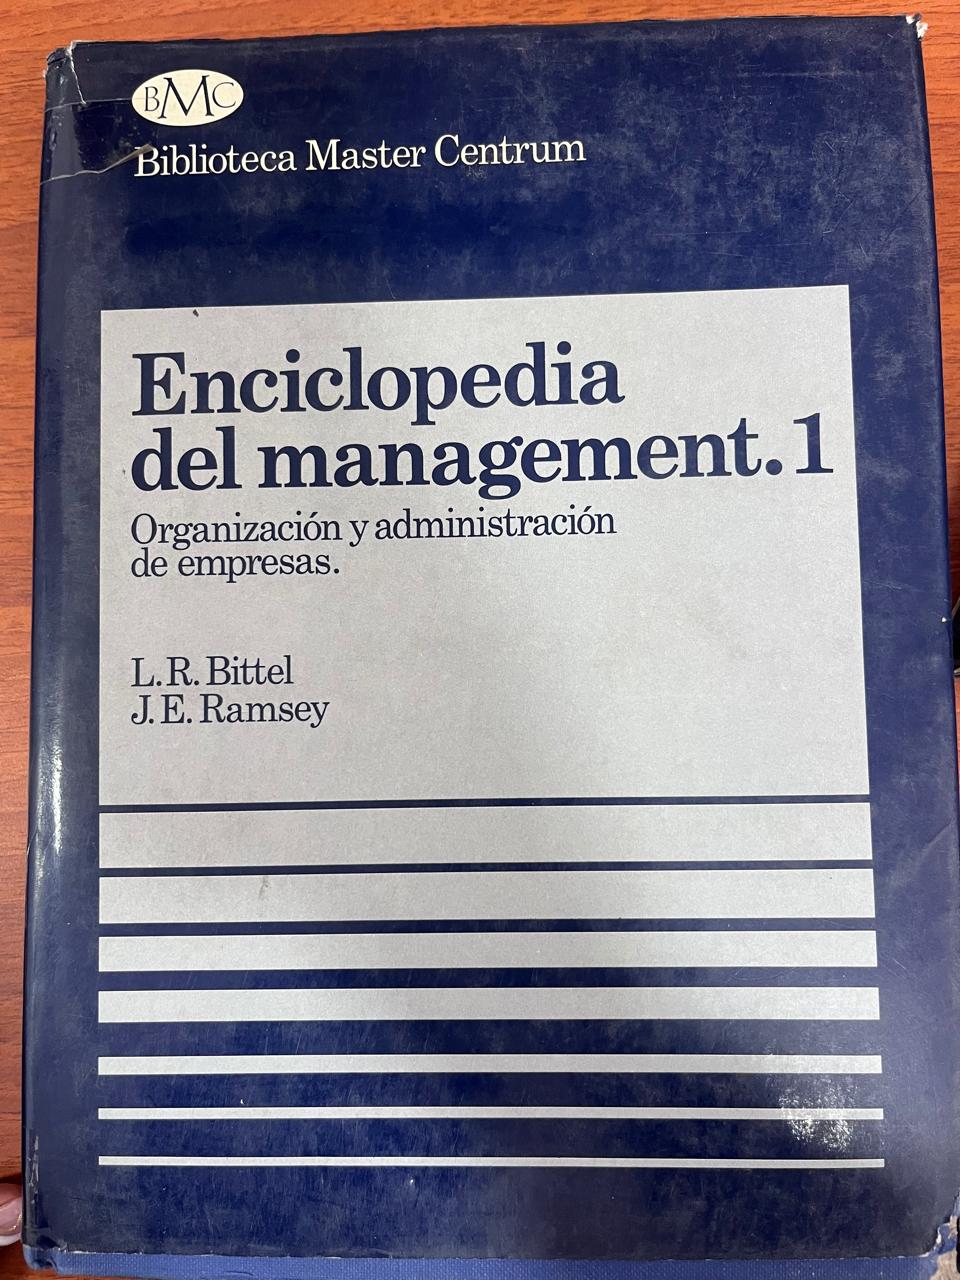 BMC
Biblioteca Master Centrum
Enciclopedia
del management.1
Organización y administración
de empresas.
L.R. Bittel
J.E. Ramsey